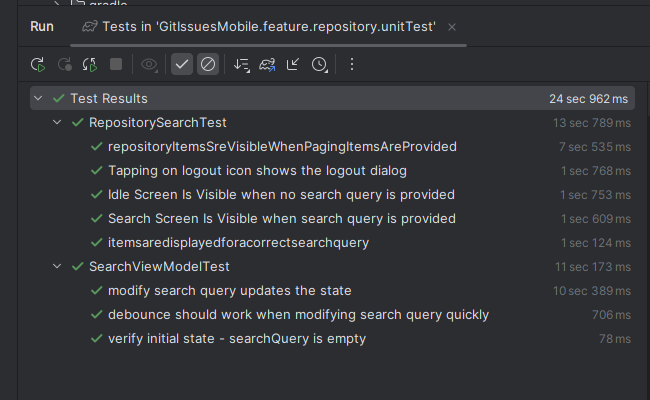 gradle
Run Tests in 'GitIssuesMobile.feature.repository.unitTest'
Test Results 24 sec 962 ms
RepositorySearchTest 13 sec 789 ms
repositoryItemsSreVisibleWhenPagingItemsAreProvided 7 sec 535 ms
Tapping on logout icon shows the logout dialog 1 sec 768 ms
Idle Screen Is Visible when no search query is provided 1 sec 753 ms
Search Screen Is Visible when search query is provided 1 sec 609 ms
itemsaredisplayedforacorrectsearchquery 1 sec 124 ms
SearchViewModelTest 11 sec 173 ms
modify search query updates the state 10 sec 389 ms
debounce should work when modifying search query quickly 706 ms
verify initial state - searchQuery is empty 78 ms